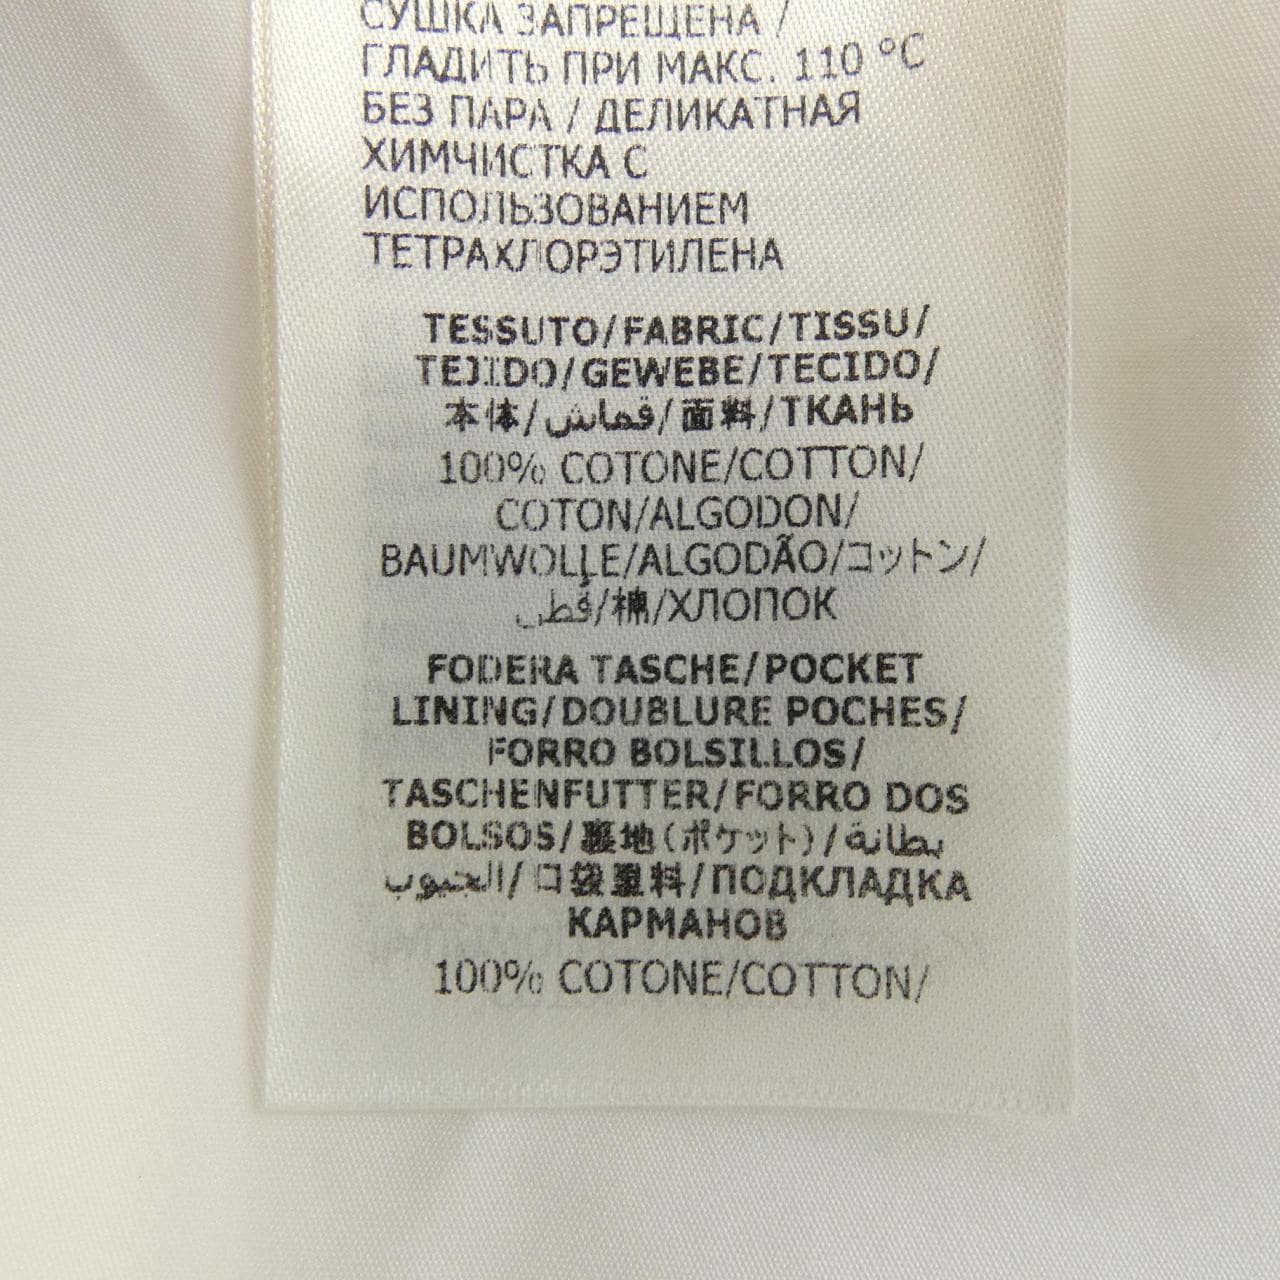 СУШКА ЗАПРЕЩЕНА /
ГЛАДИТЬ ПРИ МАКС. 110 °C
БЕЗ ПАРА / ДЕЛИКАТНАЯ
ХИМЧИСТКА С
ИСПОЛЬЗОВАНИЕМ
ТЕТРАХЛОРЭТИЛЕНА
TESSUTO/FABRIC/TISSU/
TEJIDO/GEWEBE/TECIDO/
本体/قماش/面料/ТКАНЬ
100% COTONE/COTTON/
COTON/ALGODON/
BAUMWOLLE/ALGODÃO/コットン/
قُطن/棉/ХЛОПОК
FODERA TASCHE/POCKET
LINING/DOUBLURE POCHES/
FORRO BOLSILLOS/
TASCHENFUTTER/FORRO DOS
BOLSOS/裏地(ポケット)/بطانة
الجيوب/口袋里料/ПОДКЛАДКА
КАРМАНОВ
100% COTONE/COTTON/